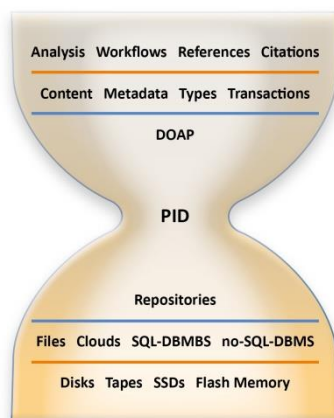 Analysis Workflows References Citations
Content Metadata Types Transactions
DOAP
PID
Repositories
Files Clouds SQL-DBMBS no-SQL-DBMS
Disks Tapes SSDs Flash Memory